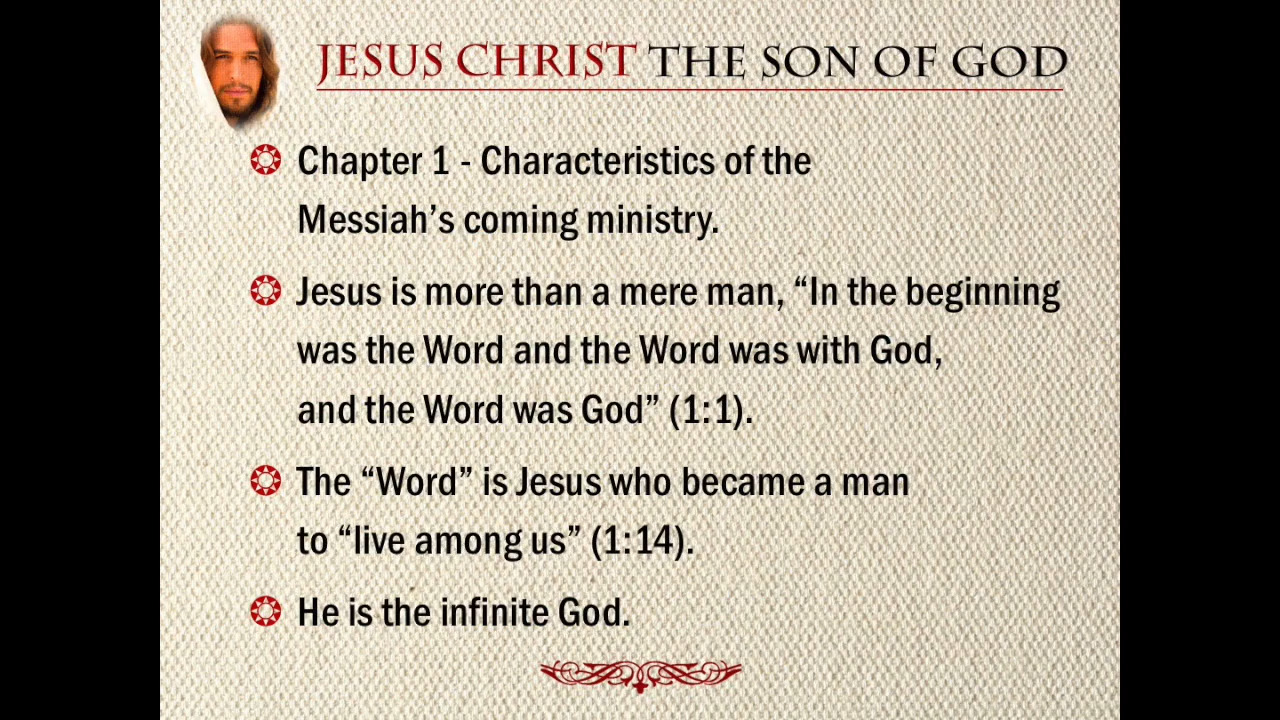 JESUS CHRIST THE SON OF GOD
Chapter 1 - Characteristics of the
Messiah’s coming ministry.
Jesus is more than a mere man, “In the beginning
was the Word and the Word was with God,
and the Word was God” (1:1).
The “Word” is Jesus who became a man
to “live among us” (1:14).
He is the infinite God.